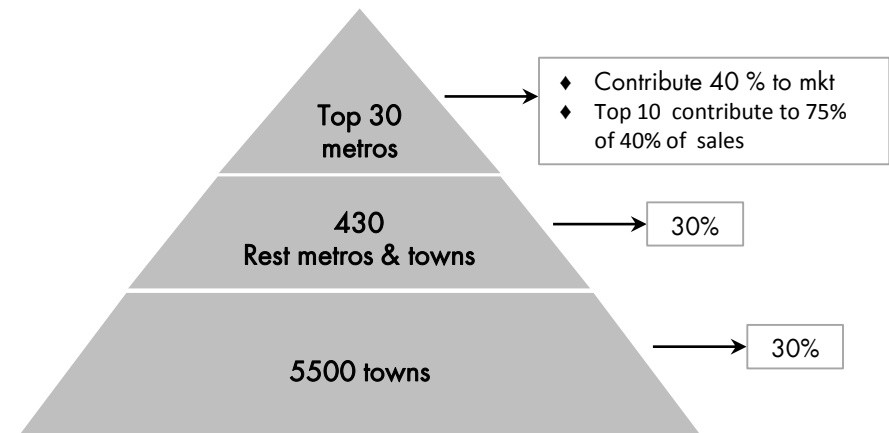 Top 30
metros
♦ Contribute 40 % to mkt
♦ Top 10 contribute to 75%
of 40% of sales
430
Rest metros & towns
30%
5500 towns
30%